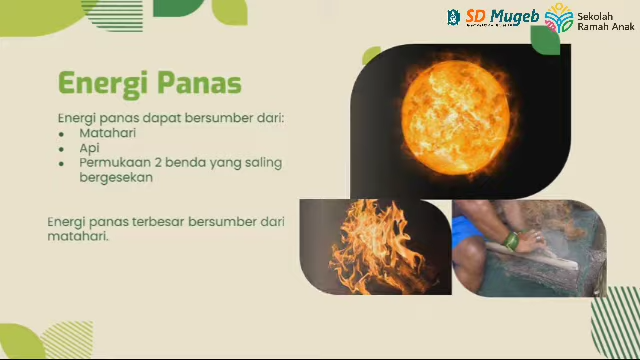 SD Mugeb
Sekolah
Ramah Anak
Energi Panas
Energi panas dapat bersumber dari:
• Matahari
• Api
• Permukaan 2 benda yang saling
bergesekan
Energi panas terbesar bersumber dari
matahari.